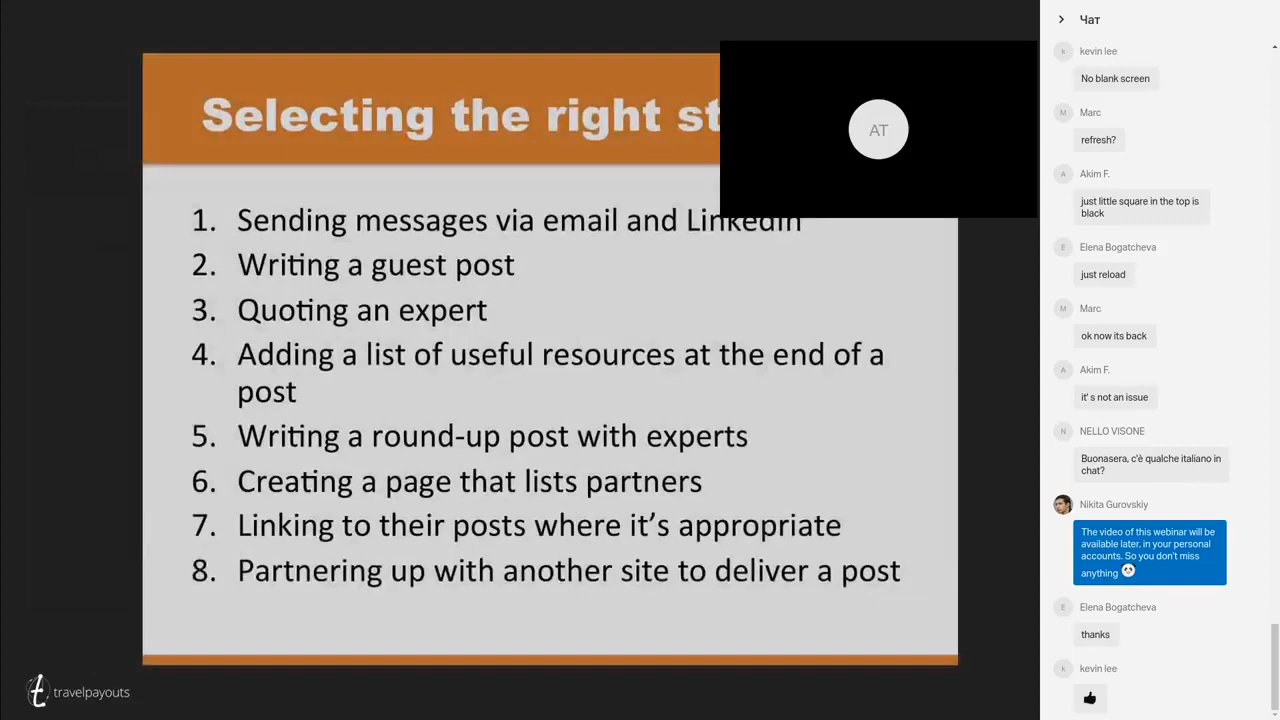 Selecting the right st
AT
1. Sending messages via email and LinkedIn
2. Writing a guest post
3. Quoting an expert
4. Adding a list of useful resources at the end of a
post
5. Writing a round-up post with experts
6. Creating a page that lists partners
7. Linking to their posts where it’s appropriate
8. Partnering up with another site to deliver a post
travelpayouts
Чат
k kevin lee
No blank screen
M Marc
refresh?
A Akim F.
just little square in the top is
black
E Elena Bogatcheva
just reload
M Marc
ok now its back
A Akim F.
it' s not an issue
N NELLO VISONE
Buonasera, c'è qualche italiano in
chat?
Nikita Gurovskiy
The video of this webinar will be
available later, in your personal
accounts. So you don't miss
anything
E Elena Bogatcheva
thanks
k kevin lee